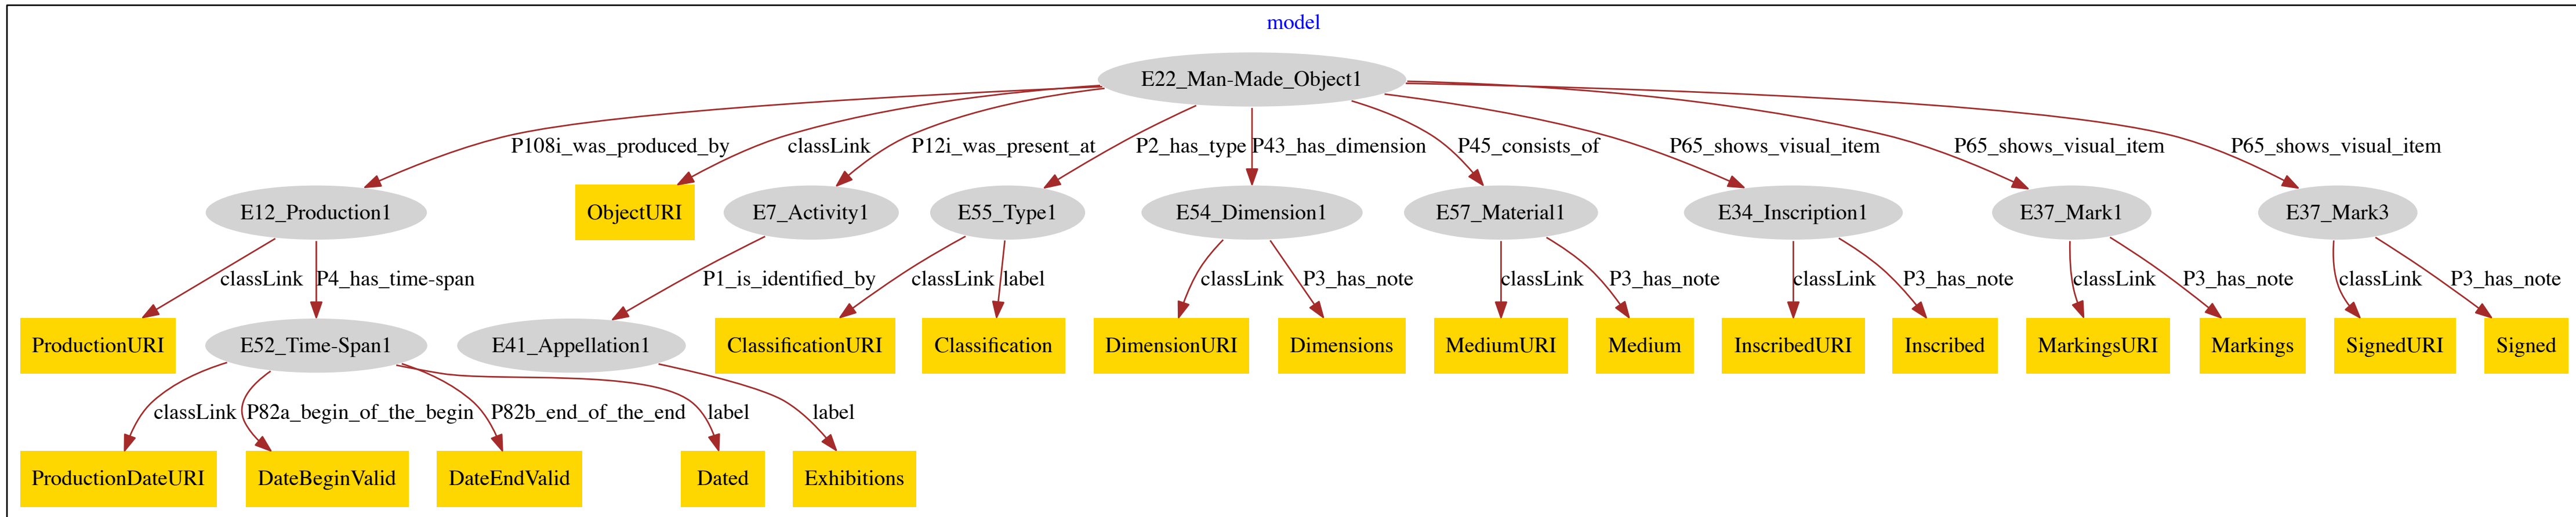 model
E22_Man-Made_Object1
P108i_was_produced_by classLink P12i_was_present_at P2_has_type P43_has_dimension P45_consists_of P65_shows_visual_item P65_shows_visual_item P65_shows_visual_item
E12_Production1 ObjectURI E7_Activity1 E55_Type1 E54_Dimension1 E57_Material1 E34_Inscription1 E37_Mark1 E37_Mark3
classLink P4_has_time-span P1_is_identified_by classLink label classLink P3_has_note classLink P3_has_note classLink P3_has_note classLink P3_has_note classLink P3_has_note
ProductionURI E52_Time-Span1 E41_Appellation1 ClassificationURI Classification DimensionURI Dimensions MediumURI Medium InscribedURI Inscribed MarkingsURI Markings SignedURI Signed
classLink P82a_begin_of_the_begin P82b_end_of_the_end label label
ProductionDateURI DateBeginValid DateEndValid Dated Exhibitions